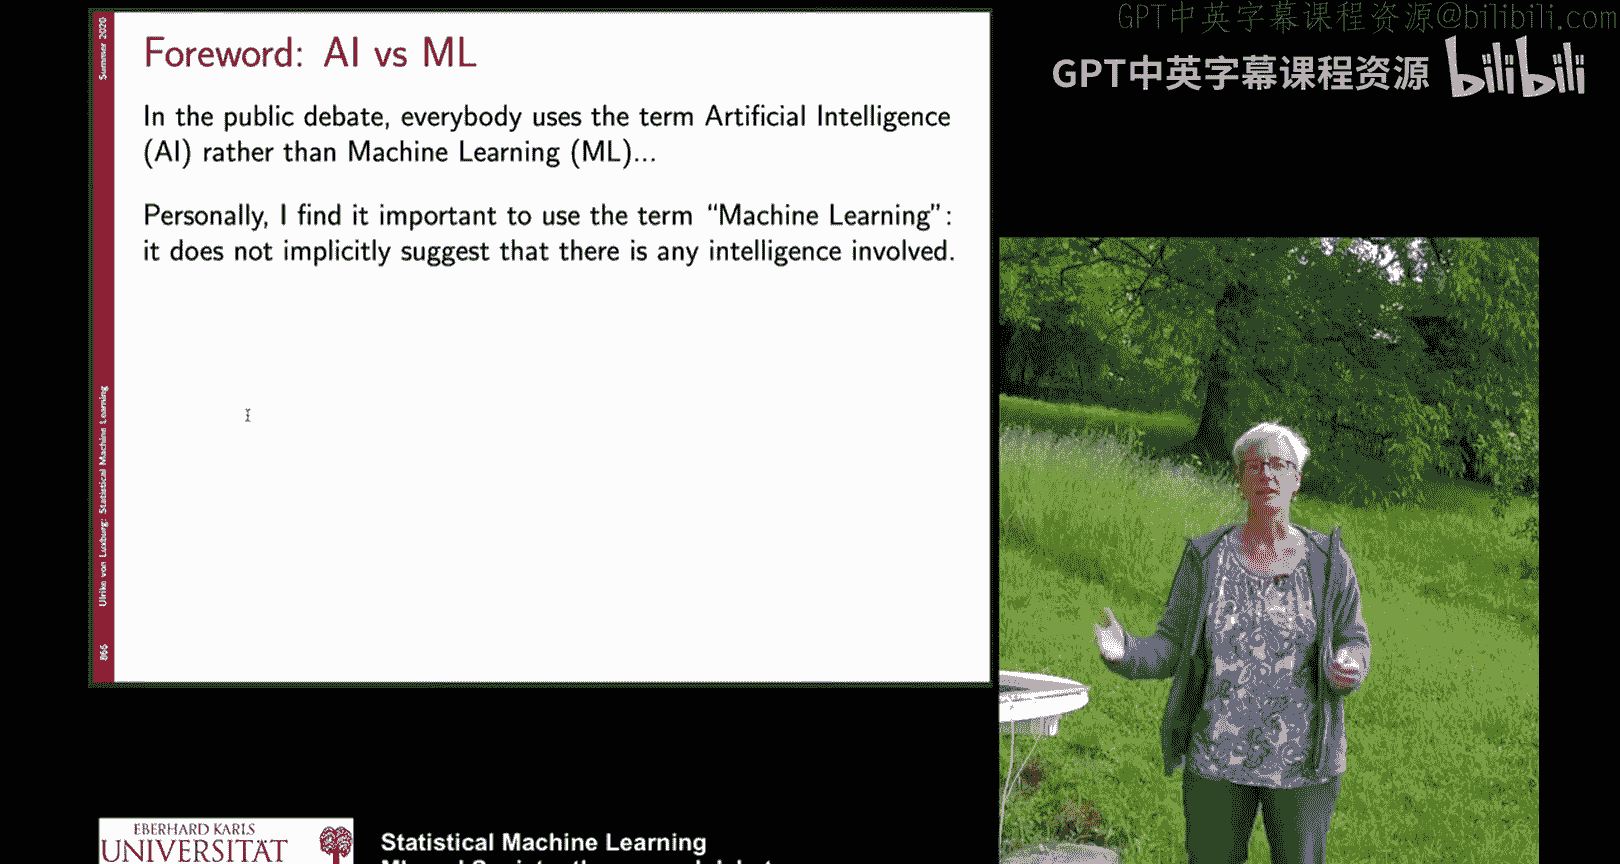 GPT中英字幕课程资源@bilibili.com
GPT中英字幕课程资源 bilibili
Summer 2020
Foreword: AI vs ML
In the public debate, everybody uses the term Artificial Intelligence
(AI) rather than Machine Learning (ML)...
Personally, I find it important to use the term “Machine Learning”:
it does not implicitly suggest that there is any intelligence involved.
Ulrike von Luxburg: Statistical Machine Learning
866
EBERHARD KARLS
UNIVERSITÄT
Statistical Machine Learning